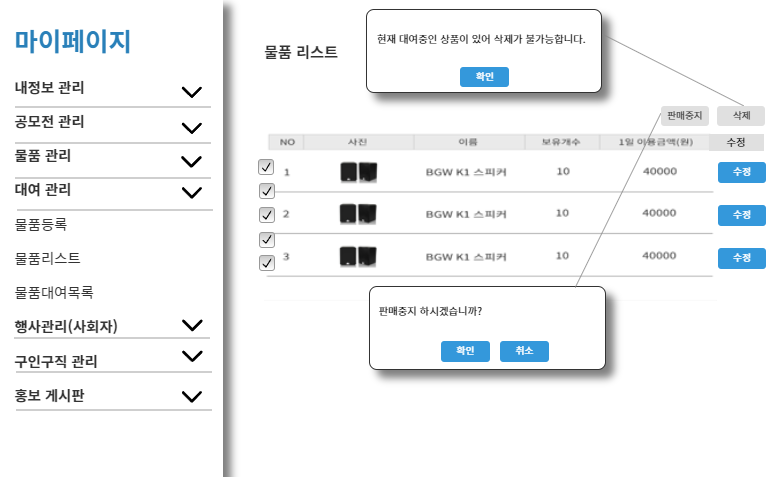 마이페이지
내정보 관리
공모전 관리
물품 관리
대여 관리
물품등록
물품리스트
물품대여목록
행사관리(사회자)
구인구직 관리
홍보 게시판
물품 리스트
현재 대여중인 상품이 있어 삭제가 불가능합니다.
확인
판매중지 삭제
NO 사진 이름 보유개수 1일 이용금액(원) 수정
1 BGW K1 스피커 10 40000 수정
2 BGW K1 스피커 10 40000 수정
3 BGW K1 스피커 10 40000 수정
판매중지 하시겠습니까?
확인 취소